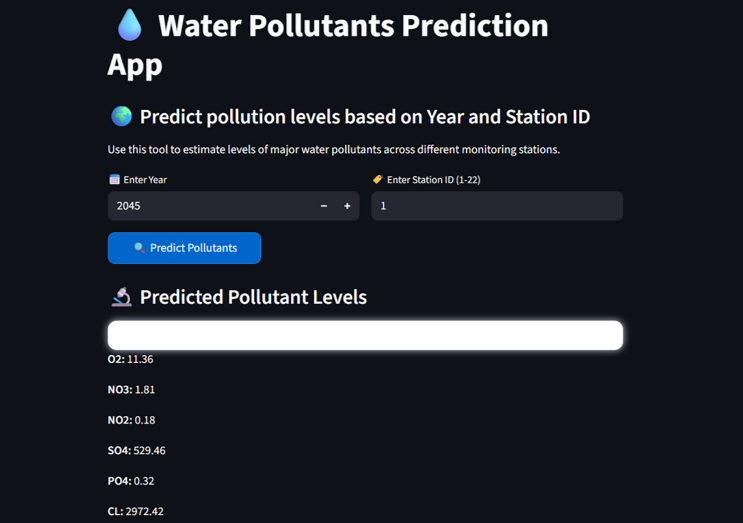 Water Pollutants Prediction
App
Predict pollution levels based on Year and Station ID
Use this tool to estimate levels of major water pollutants across different monitoring stations.
Enter Year
Enter Station ID (1-22)
2045
− +
1
Predict Pollutants
Predicted Pollutant Levels
O2: 11.36
NO3: 1.81
NO2: 0.18
SO4: 529.46
PO4: 0.32
CL: 2972.42